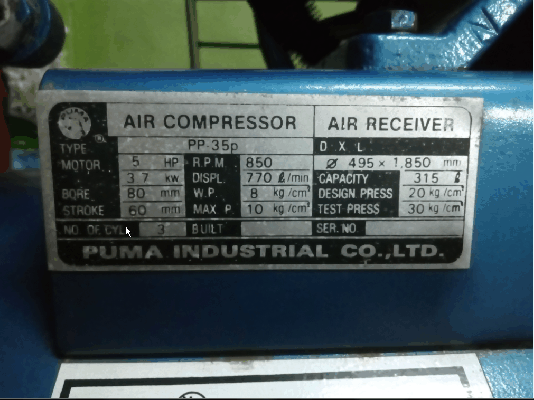 PUMA
AIR COMPRESSOR AIR RECEIVER
TYPE PP-35p D X L
MOTOR 5 HP R.P.M. 850 Ø 495 x 1,850 mm
3.7 KW DISPL. 770 ℓ/min CAPACITY 315 ℓ
BORE 80 mm W.P. 8 kg/cm² DESIGN PRESS 20 kg/cm²
STROKE 60 mm MAX P. 10 kg/cm² TEST PRESS 30 kg/cm²
NO. OF CYL. 3 BUILT SER.NO
PUMA INDUSTRIAL CO.,LTD.